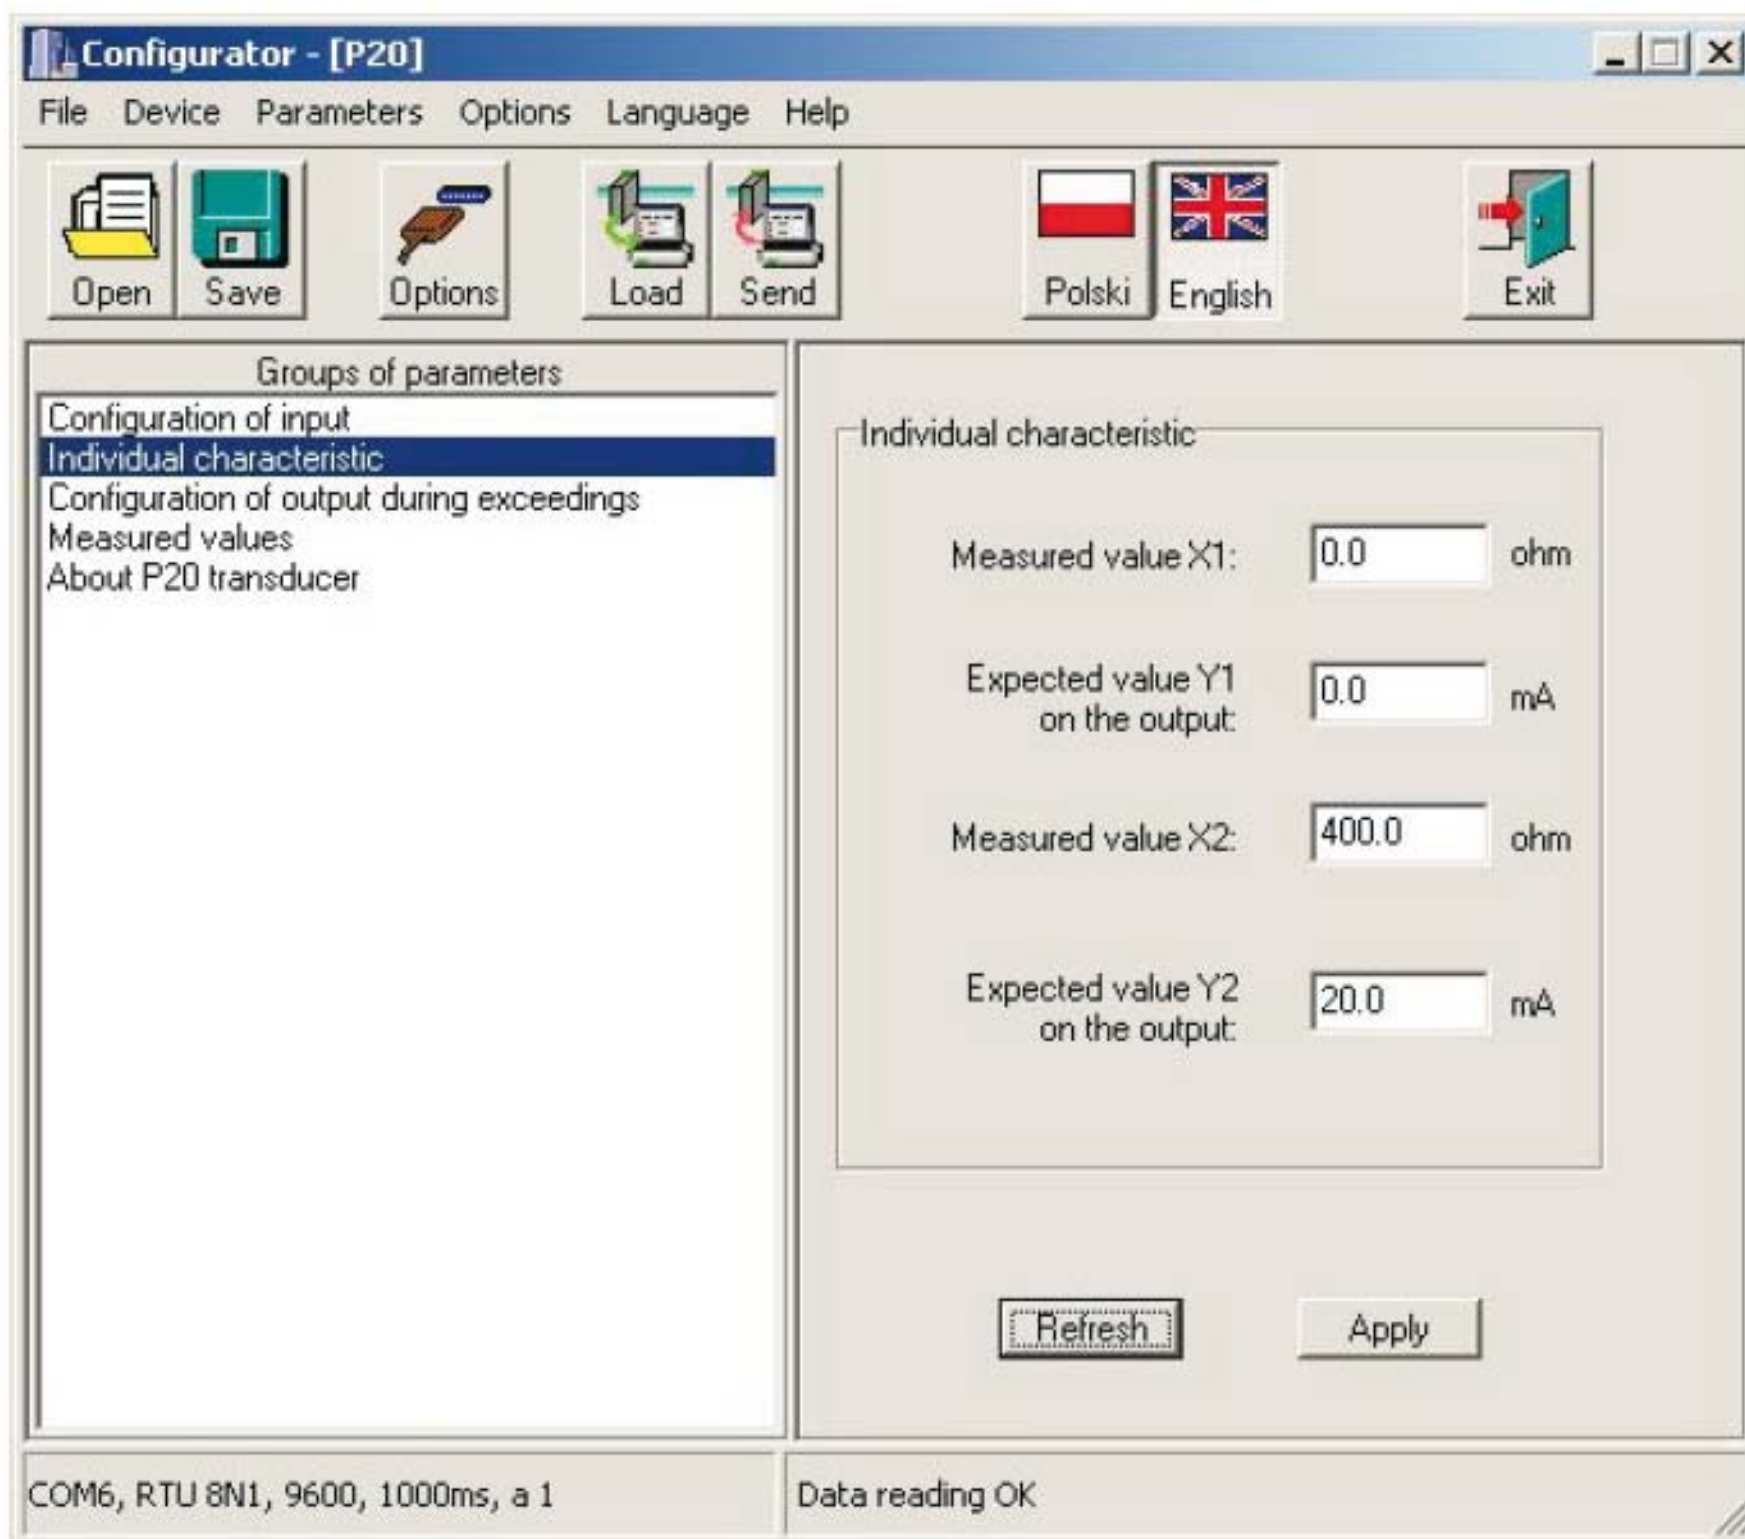 Configurator - [P20]
File Device Parameters Options Language Help
Open Save Options Load Send Polski English Exit
Groups of parameters
Configuration of input
Individual characteristic
Configuration of output during exceedings
Measured values
About P20 transducer
Individual characteristic
Measured value X1: 0.0 ohm
Expected value Y1
on the output: 0.0 mA
Measured value X2: 400.0 ohm
Expected value Y2
on the output: 20.0 mA
Refresh Apply
COM6, RTU 8N1, 9600, 1000ms, a 1
Data reading OK